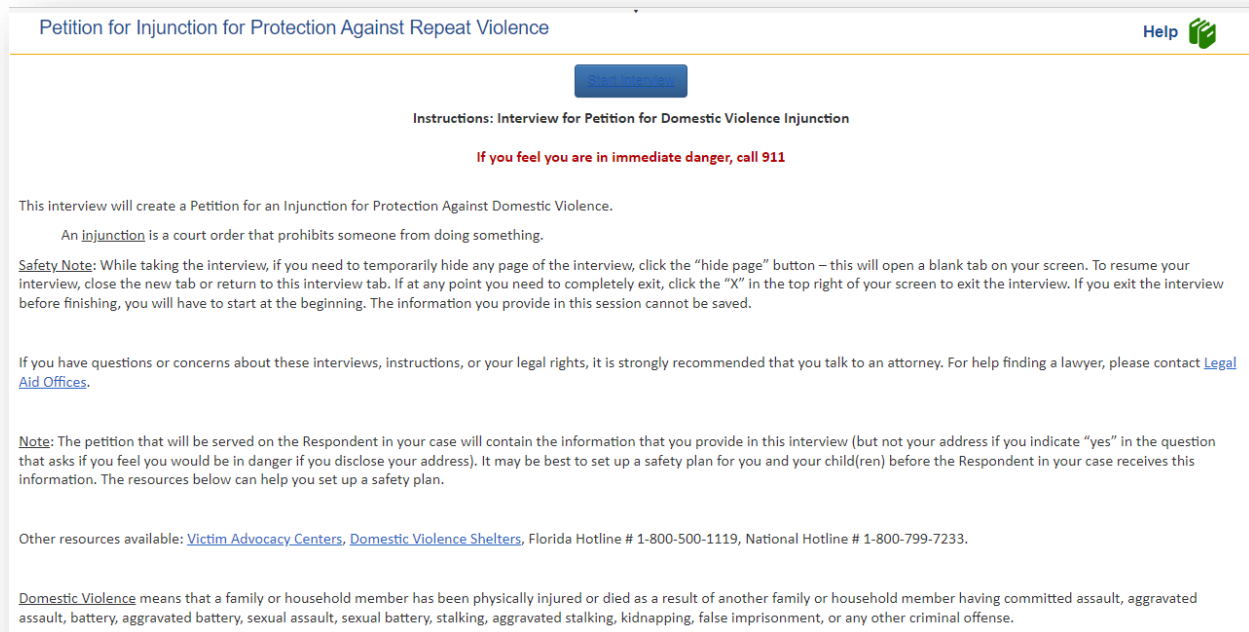 Petition for Injunction for Protection Against Repeat Violence
Help
Start Interview
Instructions: Interview for Petition for Domestic Violence Injunction
If you feel you are in immediate danger, call 911
This interview will create a Petition for an Injunction for Protection Against Domestic Violence.
An injunction is a court order that prohibits someone from doing something.
Safety Note: While taking the interview, if you need to temporarily hide any page of the interview, click the “hide page” button – this will open a blank tab on your screen. To resume your
interview, close the new tab or return to this interview tab. If at any point you need to completely exit, click the “X” in the top right of your screen to exit the interview. If you exit the interview
before finishing, you will have to start at the beginning. The information you provide in this session cannot be saved.
If you have questions or concerns about these interviews, instructions, or your legal rights, it is strongly recommended that you talk to an attorney. For help finding a lawyer, please contact Legal
Aid Offices.
Note: The petition that will be served on the Respondent in your case will contain the information that you provide in this interview (but not your address if you indicate “yes” in the question
that asks if you feel you would be in danger if you disclose your address). It may be best to set up a safety plan for you and your child(ren) before the Respondent in your case receives this
information. The resources below can help you set up a safety plan.
Other resources available: Victim Advocacy Centers, Domestic Violence Shelters, Florida Hotline # 1-800-500-1119, National Hotline # 1-800-799-7233.
Domestic Violence means that a family or household member has been physically injured or died as a result of another family or household member having committed assault, aggravated
assault, battery, aggravated battery, sexual assault, sexual battery, stalking, aggravated stalking, kidnapping, false imprisonment, or any other criminal offense.